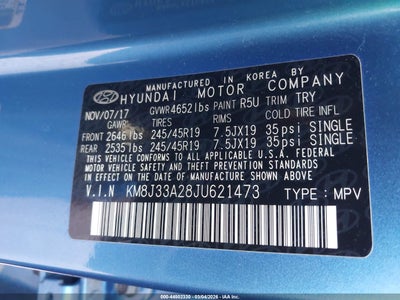 MANUFACTURED IN KOREA BY
HYUNDAI MOTOR COMPANY
NOV/07/17 GVWR 4652lbs PAINT R5U TRIM TRY
GAWR TIRES RIMS COLD TIRE INFL
FRONT 2646lbs 245/45R19 7.5JX19 35psi SINGLE
REAR 2535lbs 245/45R19 7.5JX19 35psi SINGLE
THIS VEHICLE CONFORMS TO ALL APPLICABLE U.S.A. FEDERAL
MOTOR VEHICLE SAFETY, BUMPER, AND THEFT PREVENTION
STANDARDS IN EFFECT ON THE DATE OF MANUFACTURE SHOWN ABOVE.
V.I.N KM8J33A28JU621473 TYPE : MPV